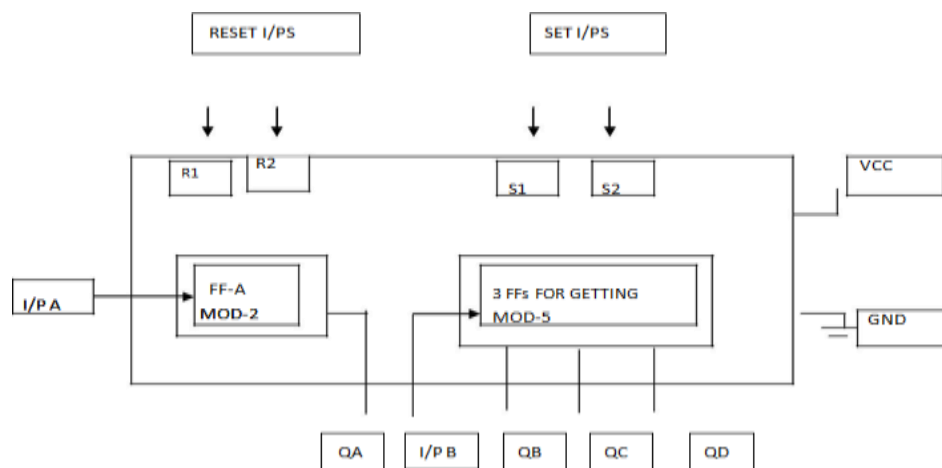 RESET I/PS
SET I/PS
R1
R2
S1
S2
VCC
FF-A
MOD-2
3 FFs FOR GETTING
MOD-5
I/P A
GND
QA
I/P B
QB
QC
QD